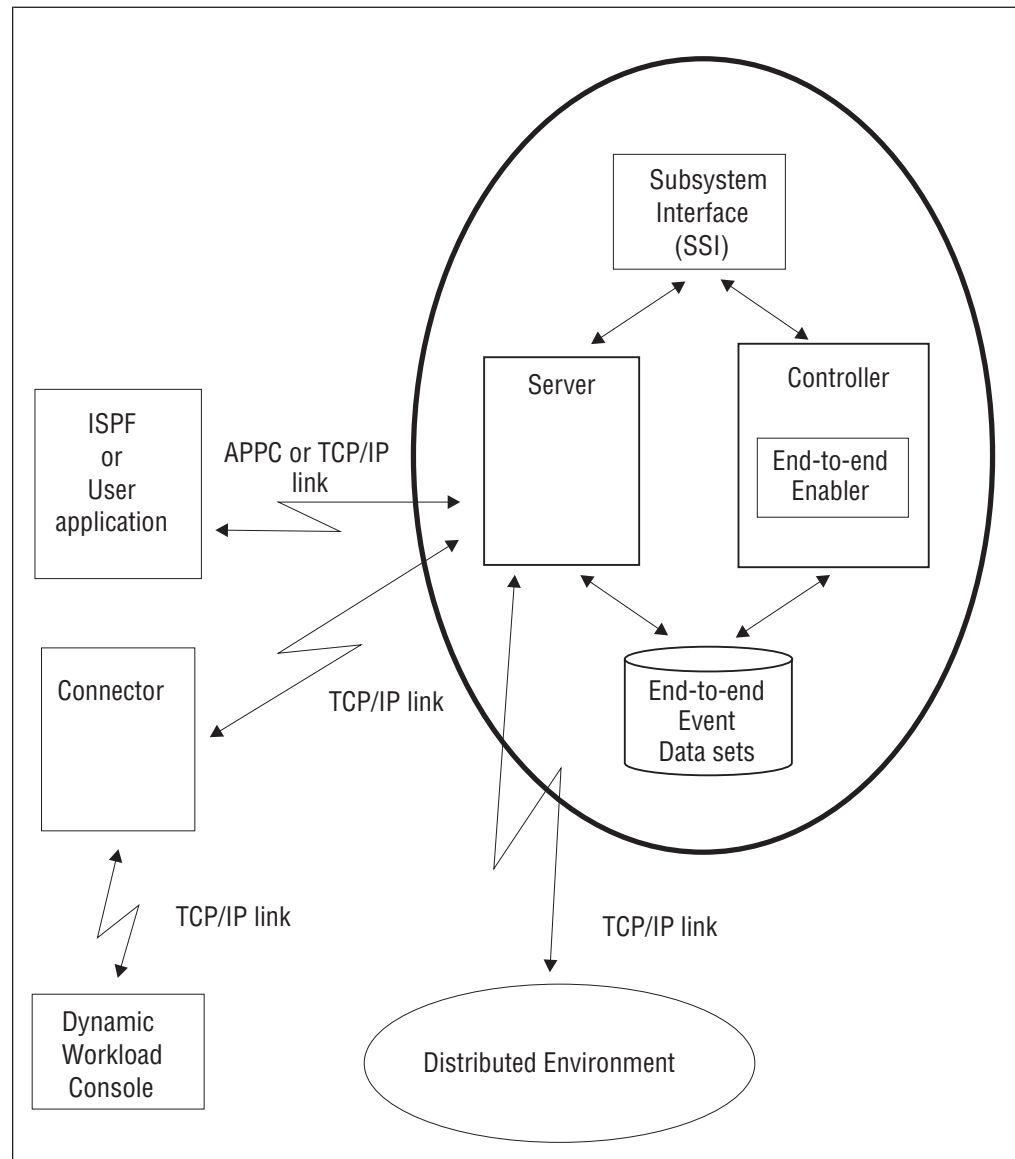 Subsystem
Interface
(SSI)
Server
Controller
End-to-end
Enabler
ISPF
or
User
application
APPC or TCP/IP
link
End-to-end
Event
Data sets
Connector
TCP/IP link
TCP/IP link
TCP/IP link
Dynamic
Workload
Console
Distributed Environment